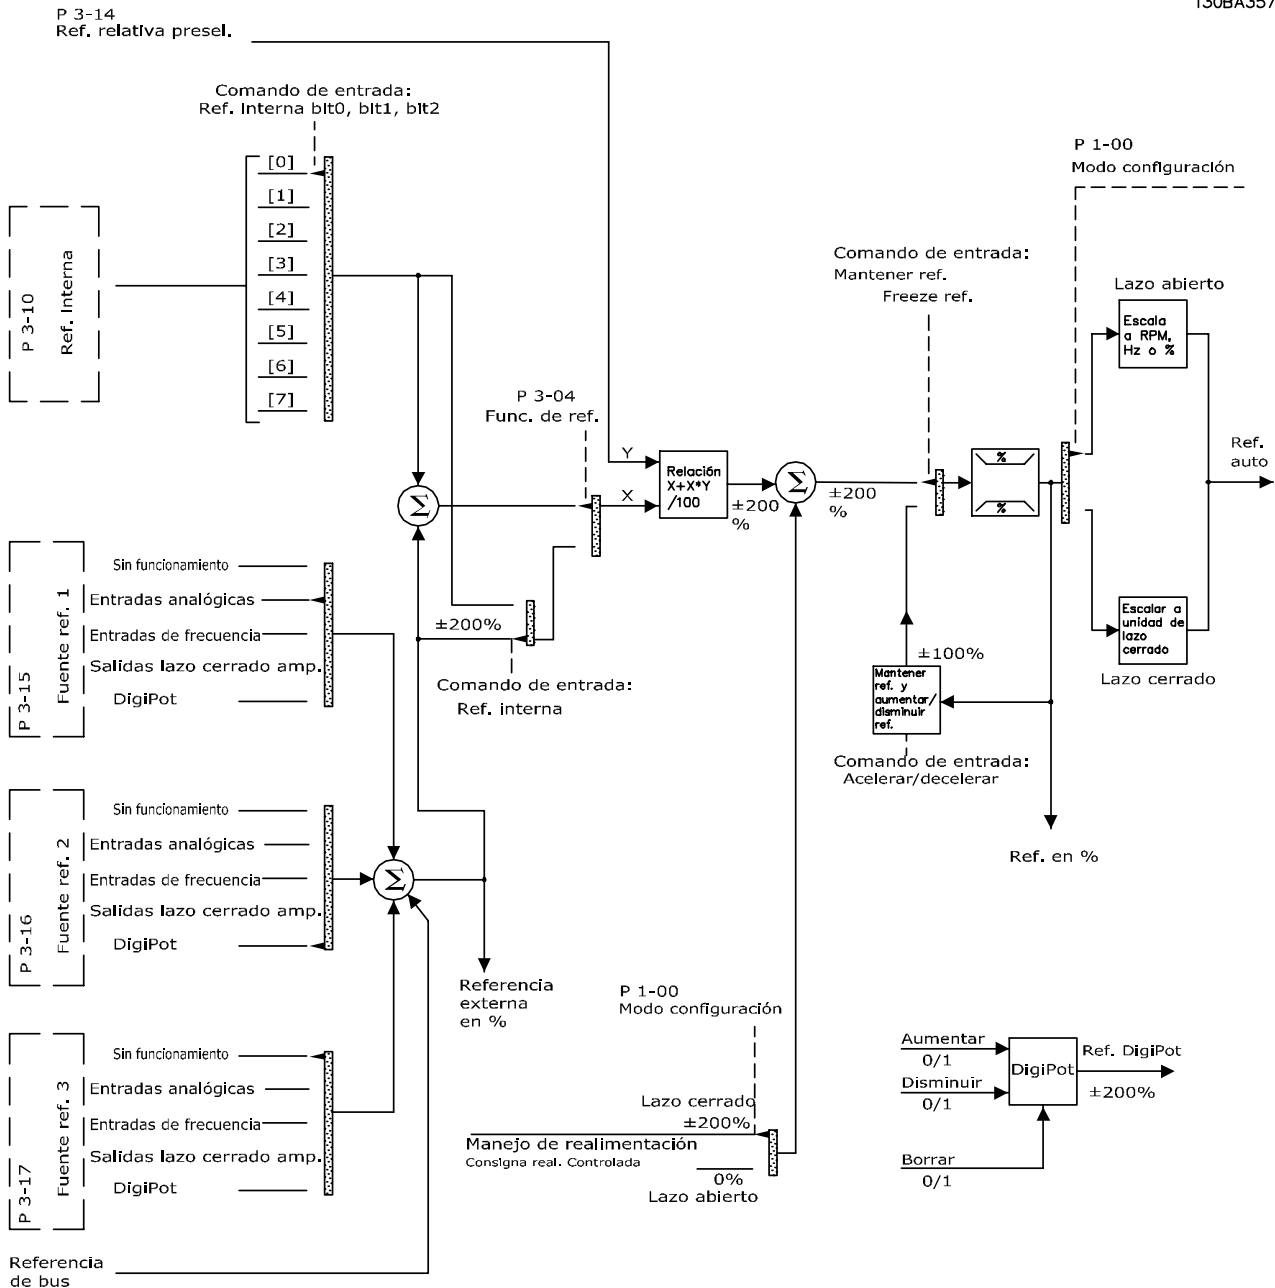 P 3-14
Ref. relativa presel.
130BA357
Comando de entrada:
Ref. Interna bit0, bit1, bit2
[0]
[1]
[2]
[3]
[4]
[5]
[6]
[7]
P 3-10
Ref. Interna
P 1-00
Modo configuración
Comando de entrada:
Mantener ref.
Freeze ref.
Lazo abierto
Escala
a RPM,
Hz o %
P 3-04
Func. de ref.
Y
X
Relación
X+X*Y
/100
±200
%
Σ
±200
%
%
%
Ref.
auto
Σ
P 3-15
Fuente ref. 1
Sin funcionamiento
Entradas analógicas
Entradas de frecuencia
Salidas lazo cerrado amp.
DigiPot
±200%
Comando de entrada:
Ref. interna
±100%
Mantener
ref. y
aumentar/
disminuir
ref.
Comando de entrada:
Acelerar/decelerar
Escalar a
unidad de
lazo
cerrado
Lazo cerrado
Ref. en %
P 3-16
Fuente ref. 2
Sin funcionamiento
Entradas analógicas
Entradas de frecuencia
Salidas lazo cerrado amp.
DigiPot
Σ
Referencia
externa
en %
P 1-00
Modo configuración
Lazo cerrado
±200%
Manejo de realimentación
Consigna real. Controlada
0%
Lazo abierto
Aumentar
0/1
Disminuir
0/1
DigiPot
Ref. DigiPot
±200%
Borrar
0/1
P 3-17
Fuente ref. 3
Sin funcionamiento
Entradas analógicas
Entradas de frecuencia
Salidas lazo cerrado amp.
DigiPot
Referencia
de bus